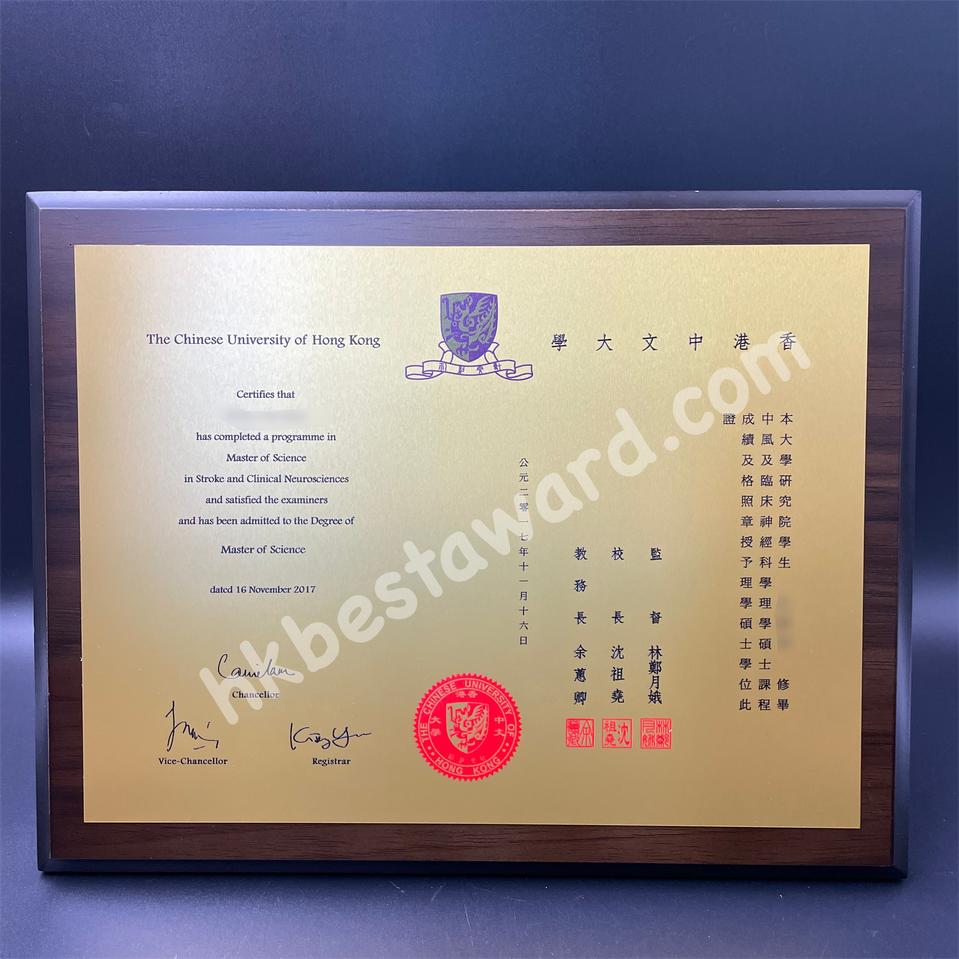 The Chinese University of Hong Kong
香港中文大學
Certifies that
has completed a programme in
Master of Science
in Stroke and Clinical Neurosciences
and satisfied the examiners
and has been admitted to the Degree of
Master of Science
dated 16 November 2017
Chancellor
Vice-Chancellor
Registrar
本大學研究院學生 修畢
中風及臨床神經科學理學碩士課程
成績及格照章授予理學碩士學位此
證
監督 林鄭月娥
校長 沈祖堯
教務長 余蕙卿
公元二零一七年十一月十六日
THE CHINESE UNIVERSITY OF HONG KONG
香港中文大學
hkbestaward.com